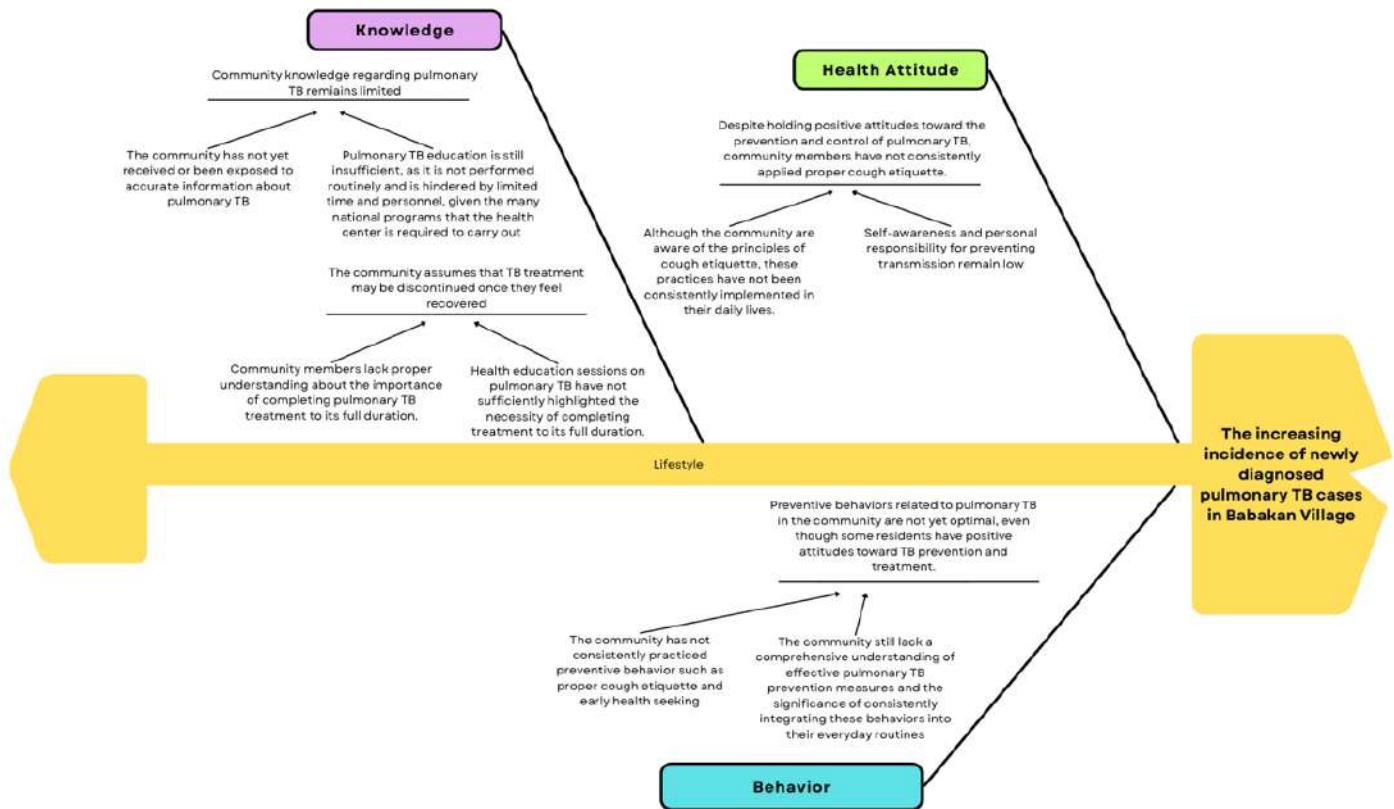 Knowledge
Community knowledge regarding pulmonary
TB remiains limited
The community has not yet
received or been exposed to
accurate information about
pulmonary TB
Pulmonary TB education is still
insufficient, as it is not performed
routinely and is hindered by limited
time and personnel, given the many
national programs that the health
center is required to carry out
The community assumes that TB treatment
may be discontinued once they feel
recovered
Community members lack proper
understanding about the importance
of completing pulmonary TB
treatment to its full duration.
Health education sessions on
pulmonary TB have not
sufficiently highlighted the
necessity of completing
treatment to its full duration.
Health Attitude
Despite holding positive attitudes toward the
prevention and control of pulmonary TB,
community members have not consistently
applied proper cough etiquette.
Although the community are
aware of the principles of
cough etiquette, these
practices have not been
consistently implemented in
their daily lives.
Self-awareness and personal
responsibility for preventing
transmission remain low
Lifestyle
The increasing
incidence of newly
diagnosed
pulmonary TB cases
in Babakan Village
Preventive behaviors related to pulmonary TB
in the community are not yet optimal, even
though some residents have positive
attitudes toward TB prevention and
treatment.
The community has not
consistently practiced
preventive behavior such as
proper cough etiquette and
early health seeking
The community still lack a
comprehensive understanding of
effective pulmonary TB
prevention measures and the
significance of consistently
integrating these behaviors into
their everyday routines
Behavior